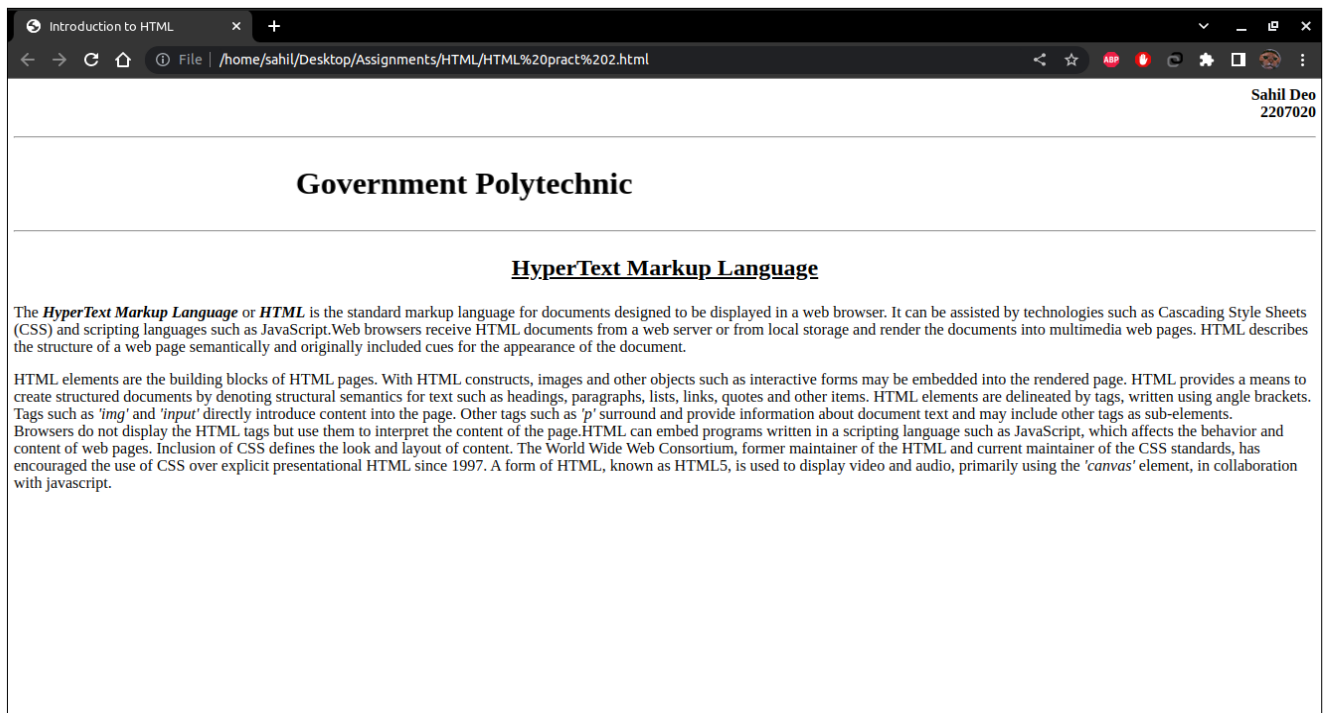 Introduction to HTML
File | /home/sahil/Desktop/Assignments/HTML/HTML%20pract%202.html
ABP
Sahil Deo
2207020
Government Polytechnic
HyperText Markup Language
The HyperText Markup Language or HTML is the standard markup language for documents designed to be displayed in a web browser. It can be assisted by technologies such as Cascading Style Sheets
(CSS) and scripting languages such as JavaScript.Web browsers receive HTML documents from a web server or from local storage and render the documents into multimedia web pages. HTML describes
the structure of a web page semantically and originally included cues for the appearance of the document.
HTML elements are the building blocks of HTML pages. With HTML constructs, images and other objects such as interactive forms may be embedded into the rendered page. HTML provides a means to
create structured documents by denoting structural semantics for text such as headings, paragraphs, lists, links, quotes and other items. HTML elements are delineated by tags, written using angle brackets.
Tags such as 'img' and 'input' directly introduce content into the page. Other tags such as 'p' surround and provide information about document text and may include other tags as sub-elements.
Browsers do not display the HTML tags but use them to interpret the content of the page.HTML can embed programs written in a scripting language such as JavaScript, which affects the behavior and
content of web pages. Inclusion of CSS defines the look and layout of content. The World Wide Web Consortium, former maintainer of the HTML and current maintainer of the CSS standards, has
encouraged the use of CSS over explicit presentational HTML since 1997. A form of HTML, known as HTML5, is used to display video and audio, primarily using the 'canvas' element, in collaboration
with javascript.